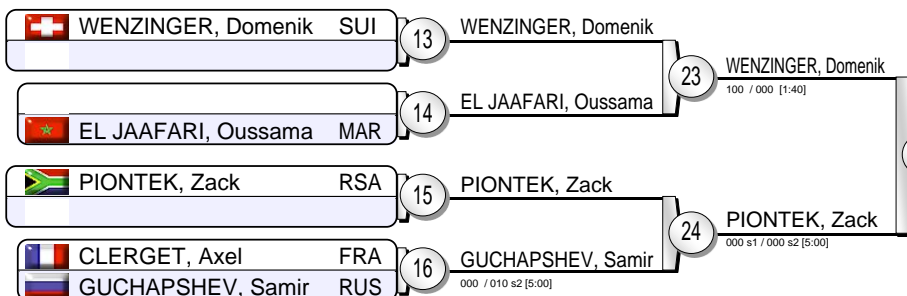 WENZINGER, Domenik SUI
13
WENZINGER, Domenik
23
WENZINGER, Domenik
100 / 000 [1:40]
EL JAAFARI, Oussama MAR
14
EL JAAFARI, Oussama
PIONTEK, Zack RSA
15
PIONTEK, Zack
24
PIONTEK, Zack
000 s1 / 000 s2 [5:00]
CLERGET, Axel FRA
GUCHAPSHEV, Samir RUS
16
GUCHAPSHEV, Samir
000 / 010 s2 [5:00]